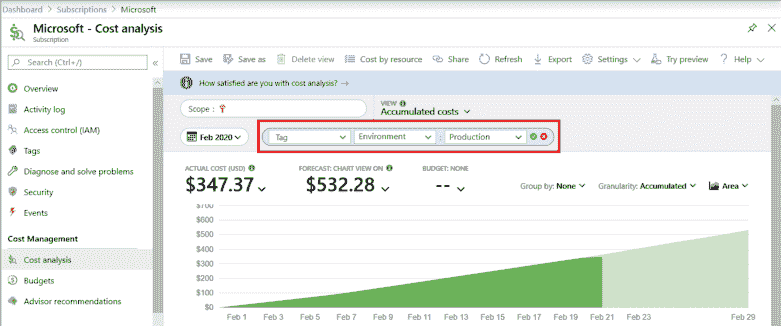 Dashboard > Subscriptions > Microsoft
Microsoft - Cost analysis
Subscription
Search (Ctrl+/)
«
Overview
Activity log
Access control (IAM)
Tags
Diagnose and solve problems
Security
Events
Cost Management
Cost analysis
Budgets
Advisor recommendations
Save Save as Delete view Cost by resource Share Refresh Export Settings Try preview ? Help
How satisfied are you with cost analysis? →
Scope :
VIEW
Accumulated costs
Feb 2020 Tag Environment : Production
ACTUAL COST (USD) FORECAST: CHART VIEW ON BUDGET: NONE
$347.37 $532.28 --
Group by: None Granularity: Accumulated Area
$700
$600
$500
$400
$300
$200
$100
$0
Feb 1 Feb 3 Feb 5 Feb 7 Feb 9 Feb 11 Feb 13 Feb 15 Feb 17 Feb 19 Feb 21 Feb 23 Feb 29